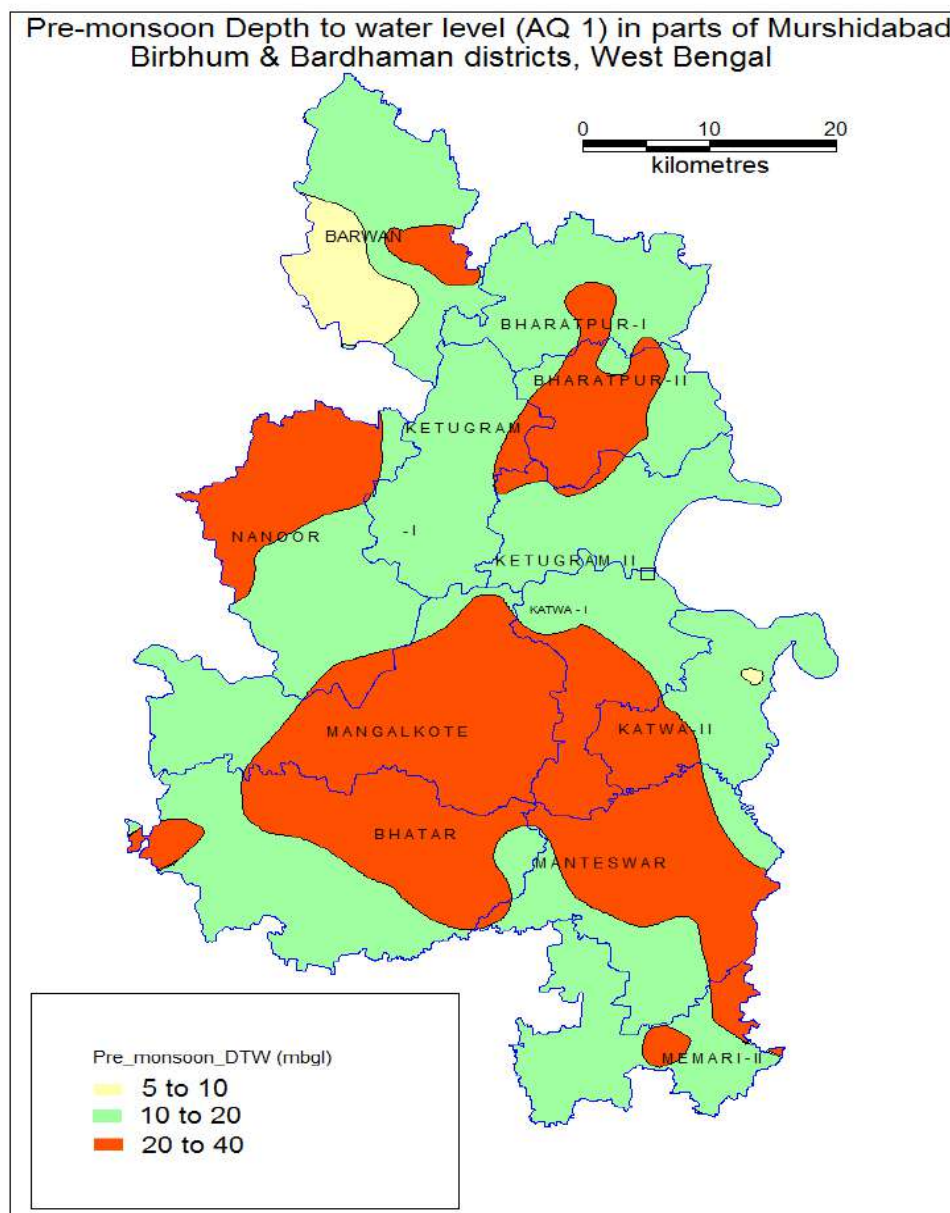 Pre-monsoon Depth to water level (AQ 1) in parts of Murshidabad
Birbhum & Bardhaman districts, West Bengal
0 10 20
kilometres
BARWAN
BHARATPUR-I
BHARATPUR-II
KETUGRAM
NANOOR
-I
KETUGRAM II
KATWA - I
MANGALKOTE
KATWA-II
BHATAR
MANTESWAR
MEMARI-II
Pre_monsoon_DTW (mbgl)
5 to 10
10 to 20
20 to 40